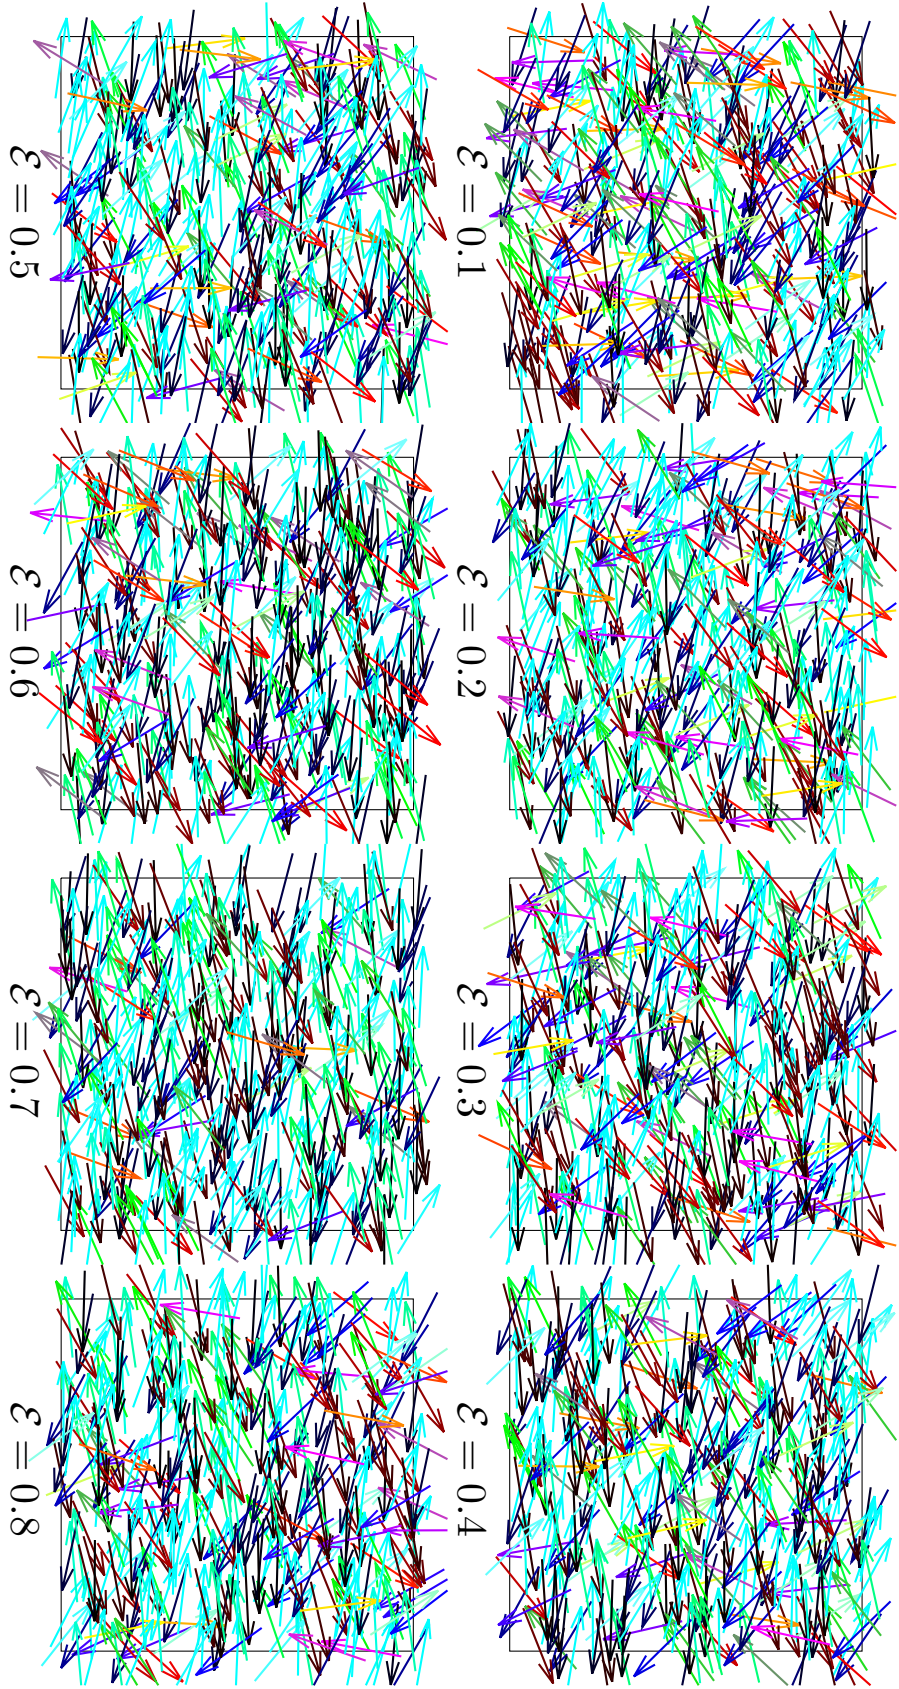 ℰ = 0.1
ℰ = 0.2
ℰ = 0.3
ℰ = 0.4
ℰ = 0.5
ℰ = 0.6
ℰ = 0.7
ℰ = 0.8